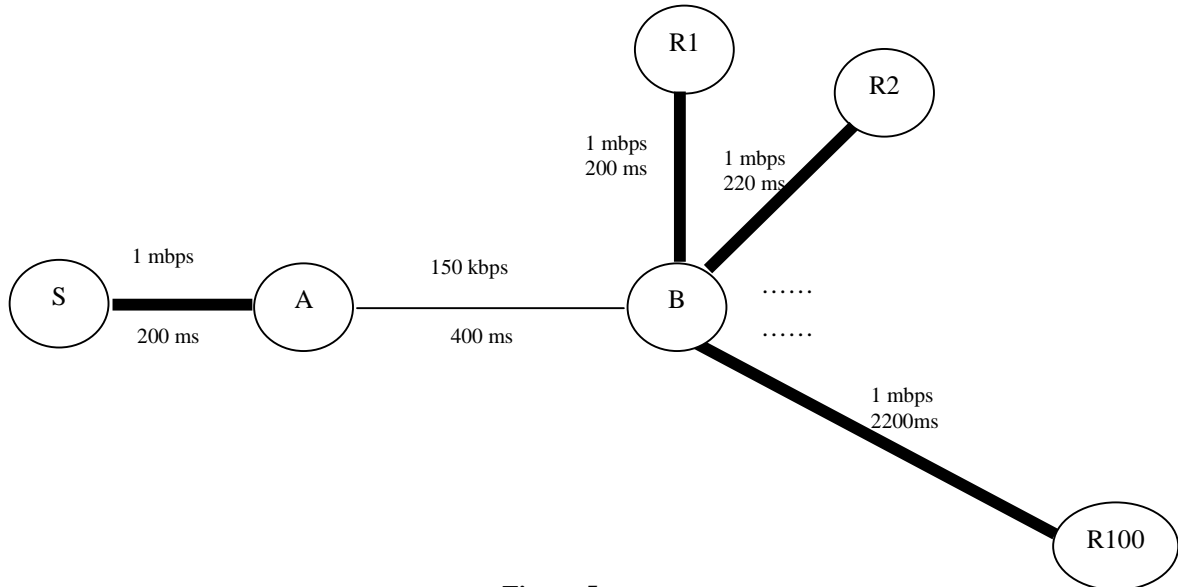 R1
R2
1 mbps
200 ms
1 mbps
220 ms
1 mbps
150 kbps
S
A
B
……
……
200 ms
400 ms
1 mbps
2200ms
R100